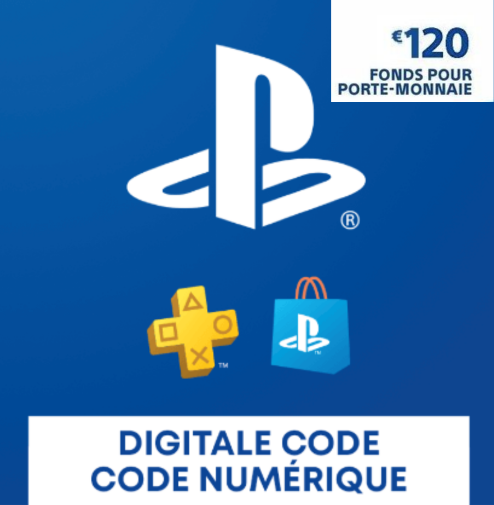 €120
FONDS POUR
PORTE-MONNAIE
®
TM
TM
DIGITALE CODE
CODE NUMÉRIQUE